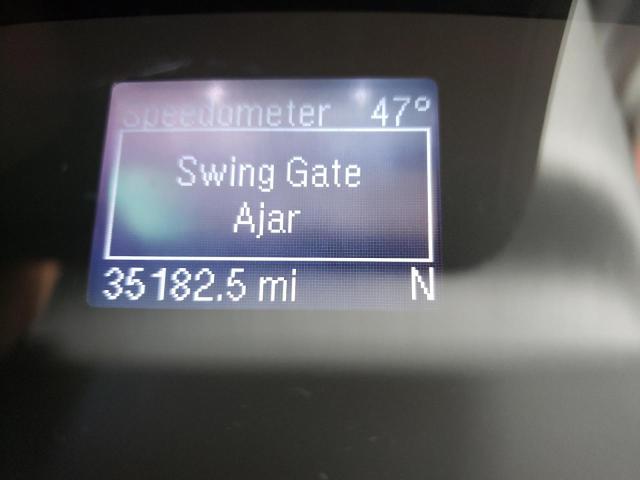 Speedometer 47°
Swing Gate
Ajar
35182.5 mi N